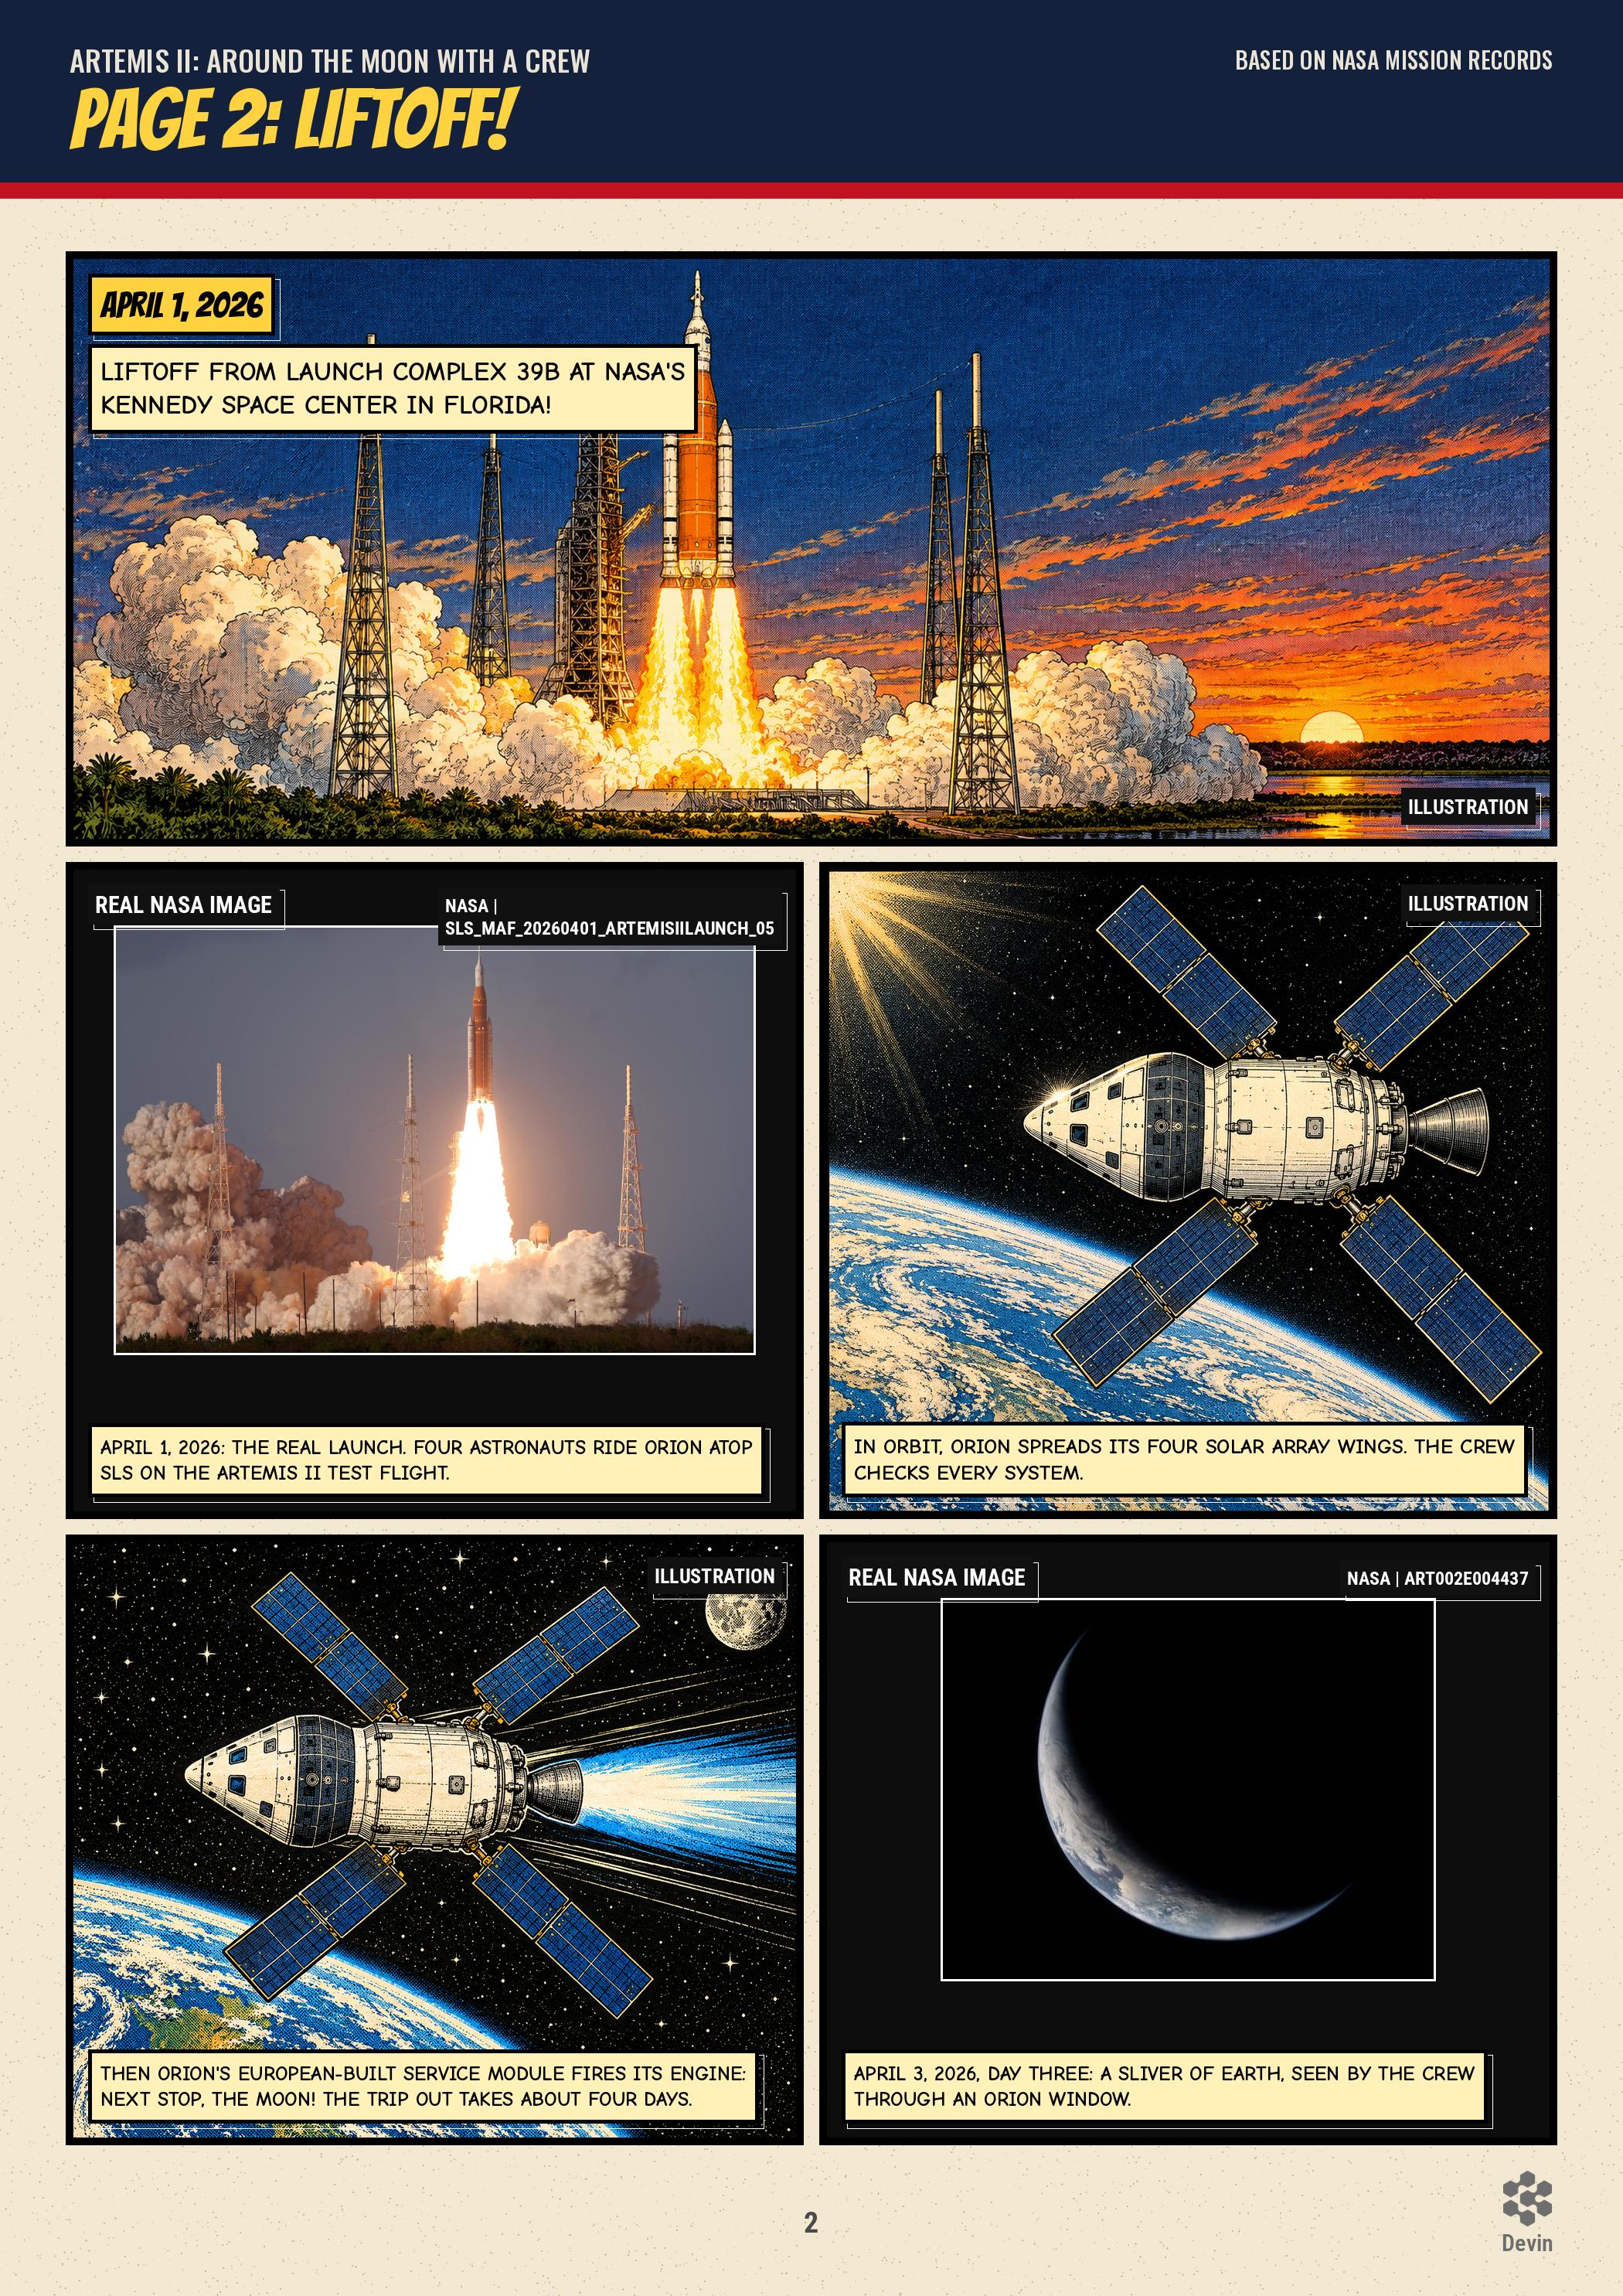 ARTEMIS II: AROUND THE MOON WITH A CREW
BASED ON NASA MISSION RECORDS
PAGE 2: LIFTOFF!
APRIL 1, 2026
LIFTOFF FROM LAUNCH COMPLEX 39B AT NASA'S
KENNEDY SPACE CENTER IN FLORIDA!
ILLUSTRATION
REAL NASA IMAGE
NASA |
SLS_MAF_20260401_ARTEMISIILAUNCH_05
APRIL 1, 2026: THE REAL LAUNCH. FOUR ASTRONAUTS RIDE ORION ATOP
SLS ON THE ARTEMIS II TEST FLIGHT.
ILLUSTRATION
IN ORBIT, ORION SPREADS ITS FOUR SOLAR ARRAY WINGS. THE CREW
CHECKS EVERY SYSTEM.
ILLUSTRATION
THEN ORION'S EUROPEAN-BUILT SERVICE MODULE FIRES ITS ENGINE:
NEXT STOP, THE MOON! THE TRIP OUT TAKES ABOUT FOUR DAYS.
REAL NASA IMAGE
NASA | ART002E004437
APRIL 3, 2026, DAY THREE: A SLIVER OF EARTH, SEEN BY THE CREW
THROUGH AN ORION WINDOW.
2
Devin